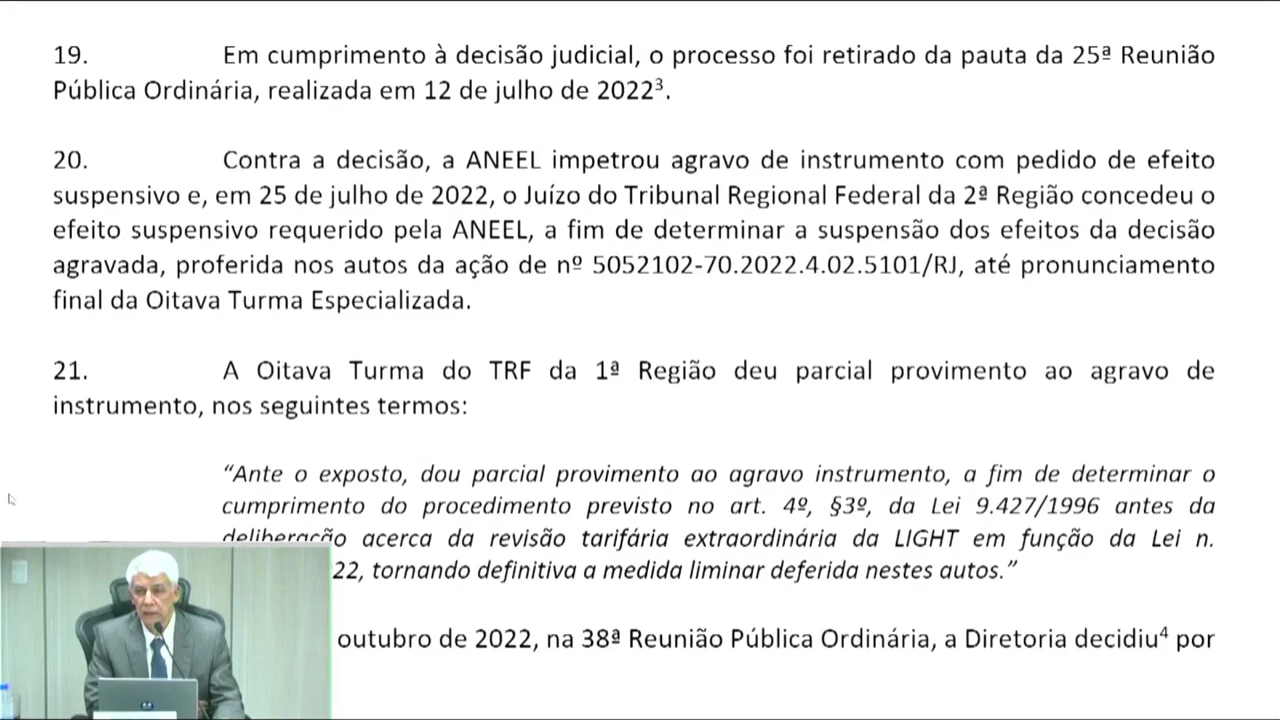 19. Em cumprimento à decisão judicial, o processo foi retirado da pauta da 25ª Reunião
Pública Ordinária, realizada em 12 de julho de 2022³.
20. Contra a decisão, a ANEEL impetrou agravo de instrumento com pedido de efeito
suspensivo e, em 25 de julho de 2022, o Juízo do Tribunal Regional Federal da 2ª Região concedeu o
efeito suspensivo requerido pela ANEEL, a fim de determinar a suspensão dos efeitos da decisão
agravada, proferida nos autos da ação de nº 5052102-70.2022.4.02.5101/RJ, até pronunciamento
final da Oitava Turma Especializada.
21. A Oitava Turma do TRF da 1ª Região deu parcial provimento ao agravo de
instrumento, nos seguintes termos:
“Ante o exposto, dou parcial provimento ao agravo instrumento, a fim de determinar o
cumprimento do procedimento previsto no art. 4º, §3º, da Lei 9.427/1996 antes da
deliberação acerca da revisão tarifária extraordinária da LIGHT em função da Lei n.
22, tornando definitiva a medida liminar deferida nestes autos.”
outubro de 2022, na 38ª Reunião Pública Ordinária, a Diretoria decidiu⁴ por